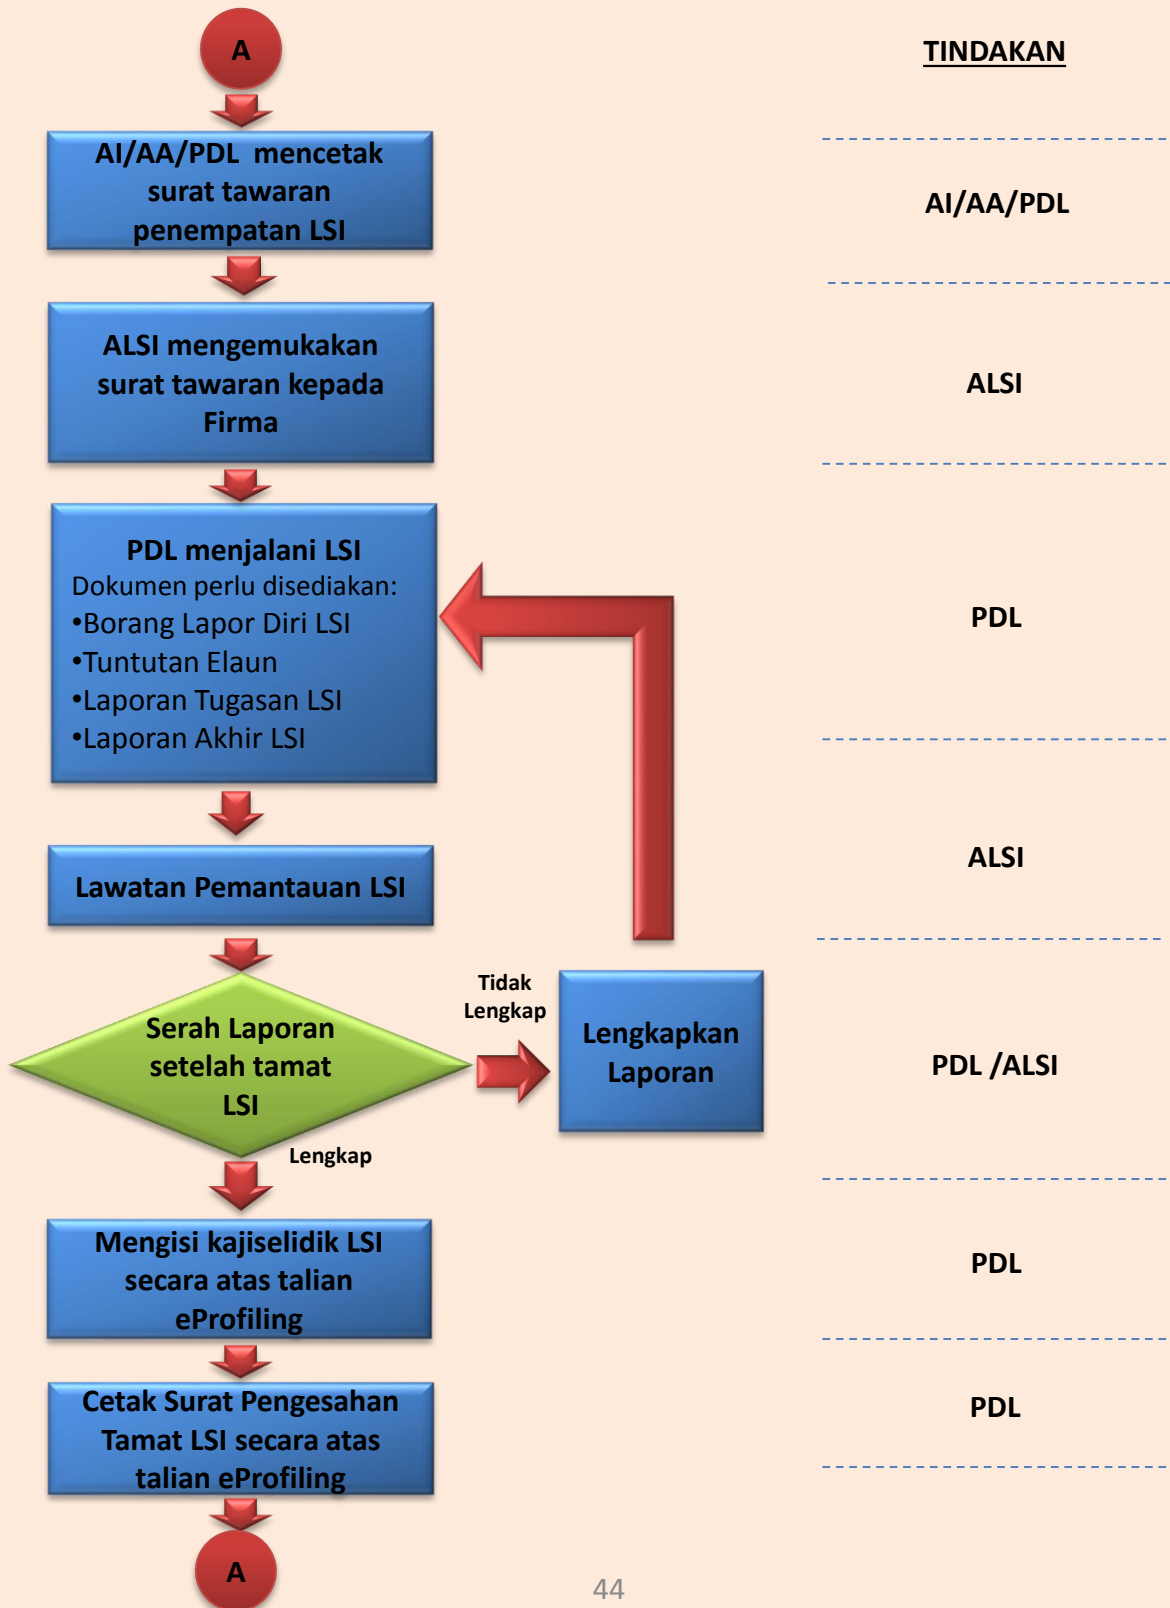 A
TINDAKAN
AI/AA/PDL  mencetak
surat tawaran
penempatan LSI
AI/AA/PDL
ALSI mengemukakan
surat tawaran kepada
Firma
ALSI
PDL menjalani LSI
Dokumen perlu disediakan:
•Borang Lapor Diri LSI
•Tuntutan Elaun
•Laporan Tugasan LSI
•Laporan Akhir LSI
PDL
Lawatan Pemantauan LSI
ALSI
Serah Laporan
setelah tamat
LSI
Tidak
Lengkap
Lengkapkan
Laporan
PDL /ALSI
Lengkap
Mengisi kajiselidik LSI
secara atas talian
eProfiling
PDL
Cetak Surat Pengesahan
Tamat LSI secara atas
talian eProfiling
PDL
A
44